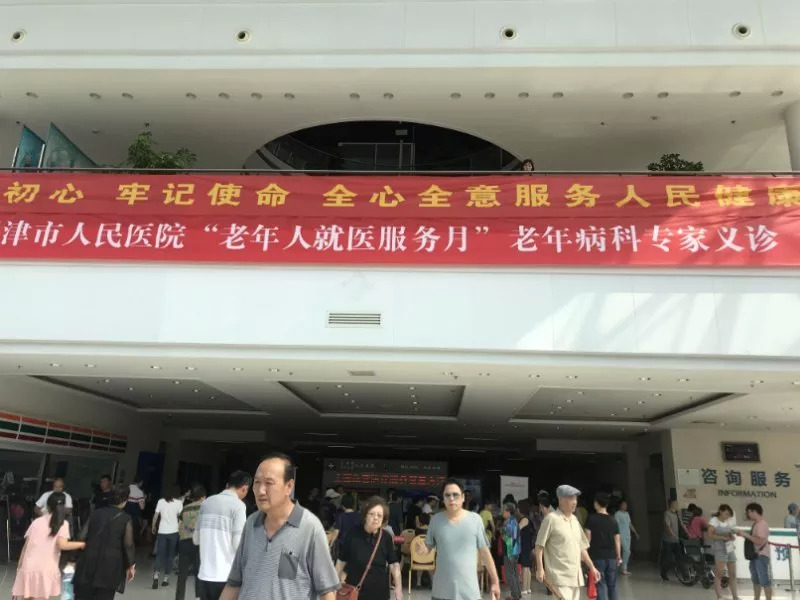 初心 牢记使命 全心全意服务人民健康
津市人民医院“老年人就医服务月”老年病科专家义诊
咨询服务
INFORMATION